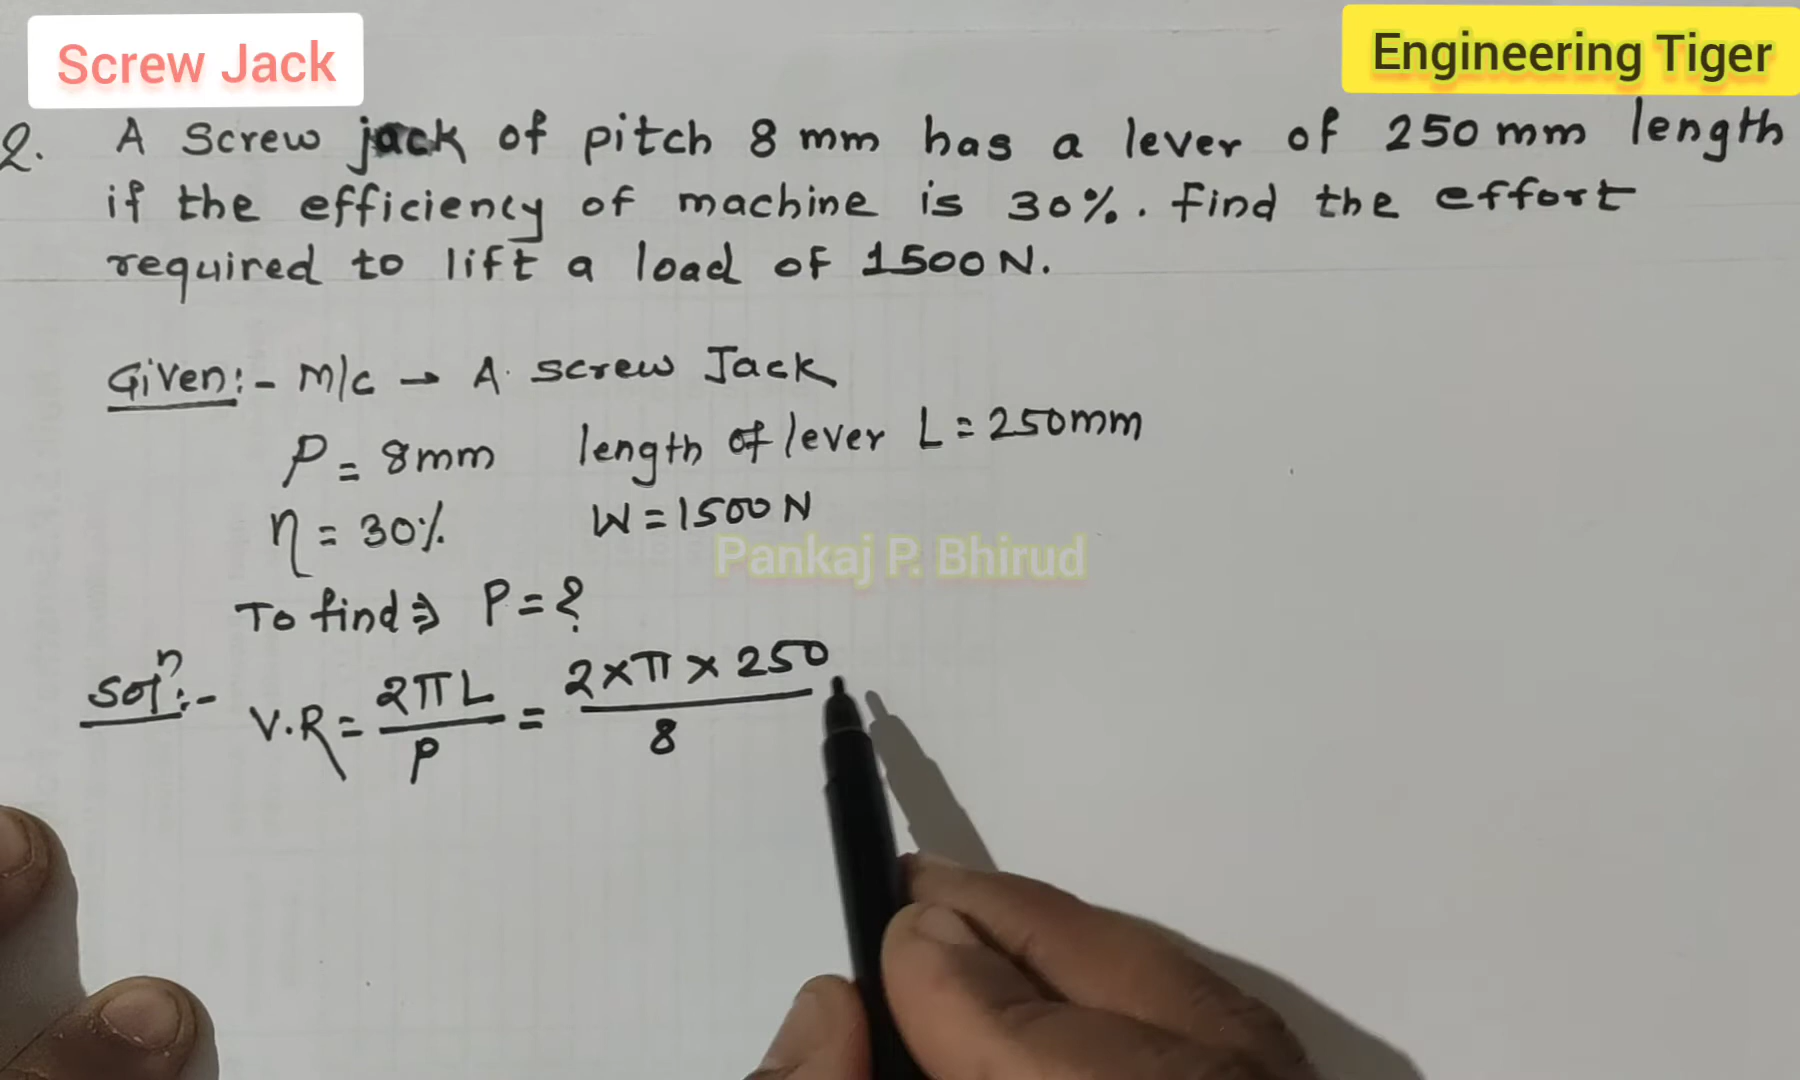 Screw Jack
Engineering Tiger
2. A Screw jack of pitch 8 mm has a lever of 250 mm length
if the efficiency of machine is 30%. find the effort
required to lift a load of 1500 N.
Given:- M/c → A screw Jack
P = 8mm length of lever L = 250mm
η = 30% W = 1500 N
Pankaj P. Bhirud
To find ⇒ P = ?
Solⁿ:- V.R = 2πL / P = 2 × π × 250 / 8